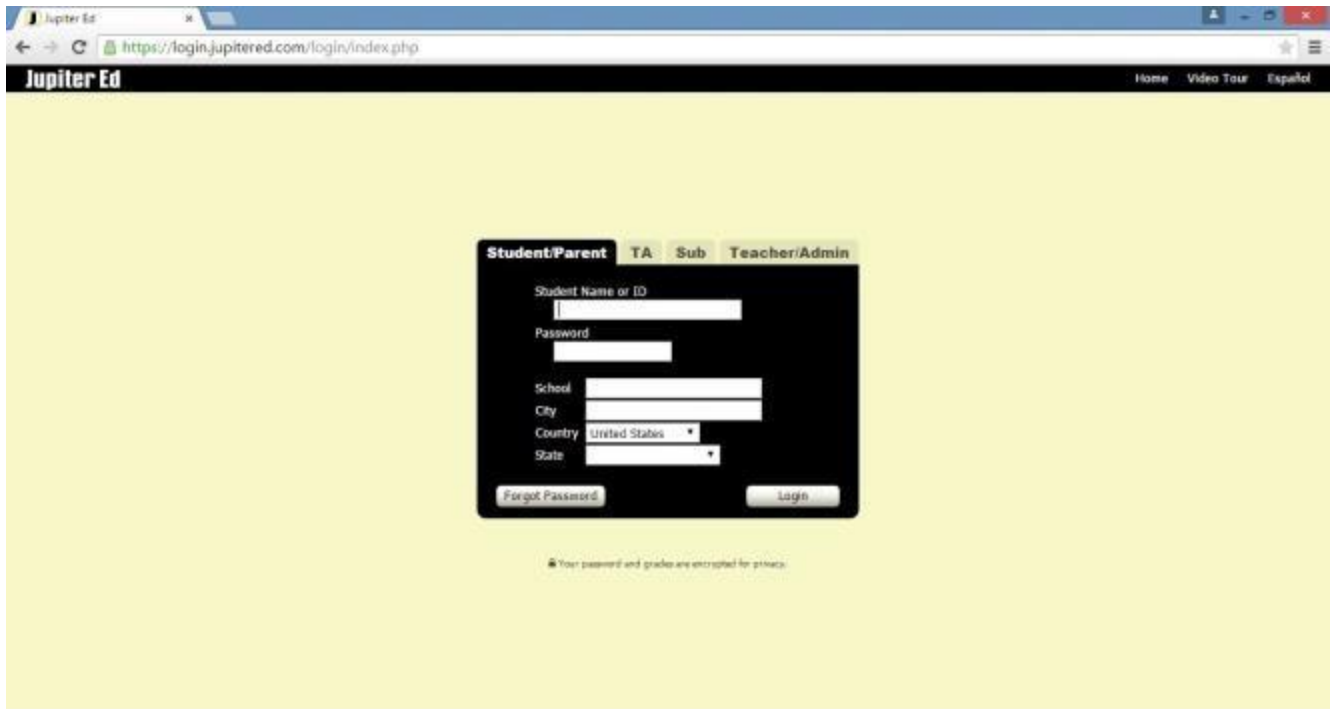 Jupiter Ed
https://login.jupitered.com/login/index.php
Jupiter Ed
Home Video Tour Español
Student/Parent TA Sub Teacher/Admin
Student Name or ID
Password
School
City
Country United States
State
Forgot Password Login
Your password and grades are encrypted for privacy.